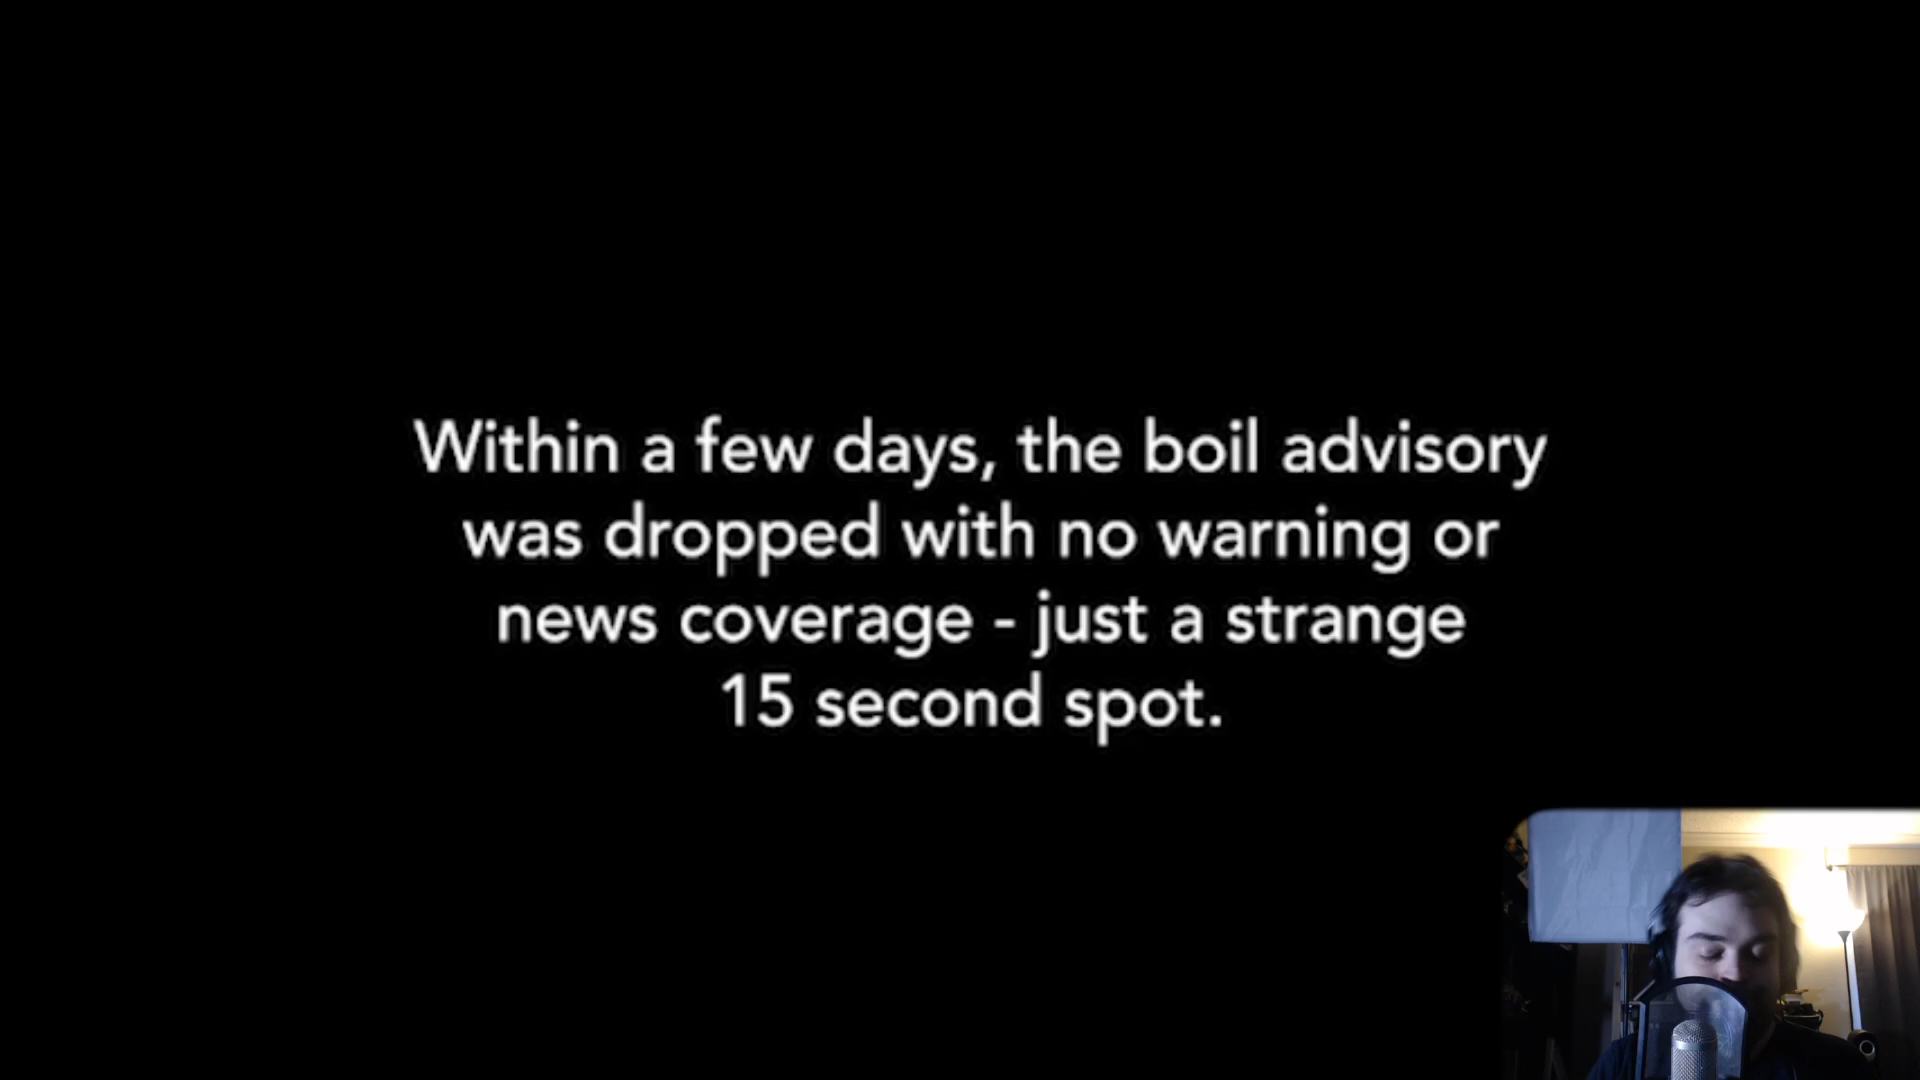 Within a few days, the boil advisory
was dropped with no warning or
news coverage - just a strange
15 second spot.